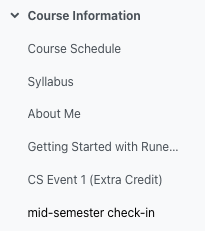 Course Information
Course Schedule
Syllabus
About Me
Getting Started with Rune...
CS Event 1 (Extra Credit)
mid-semester check-in